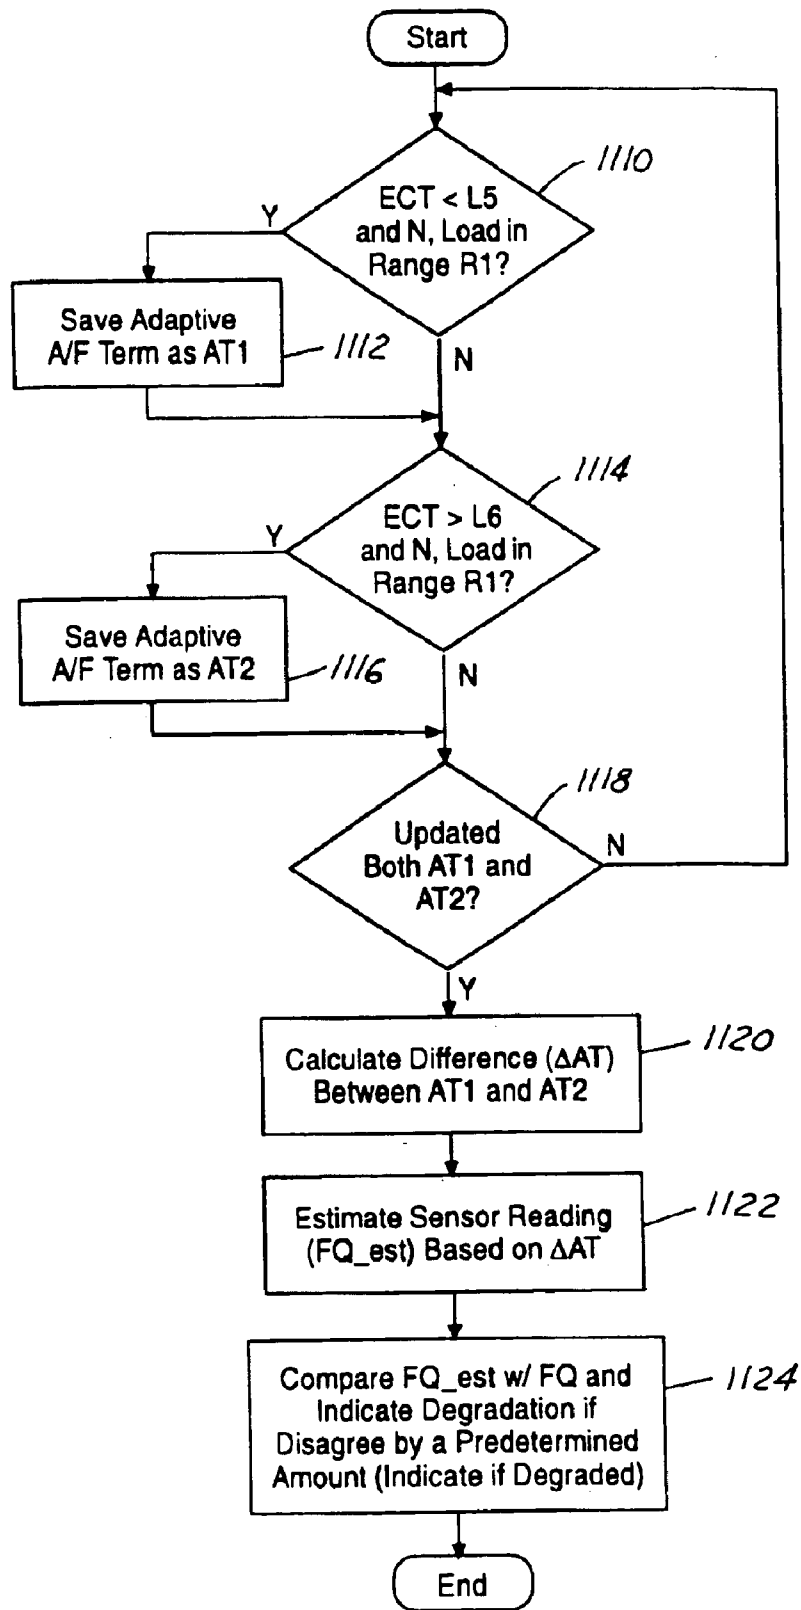 Start
1110
ECT < L5
and N, Load in
Range R1?
Y
Save Adaptive
A/F Term as AT1
1112
N
1114
ECT > L6
and N, Load in
Range R1?
Y
Save Adaptive
A/F Term as AT2
1116
N
1118
Updated
Both AT1 and
AT2?
N
Y
Calculate Difference (ΔAT)
Between AT1 and AT2
1120
Estimate Sensor Reading
(FQ_est) Based on ΔAT
1122
Compare FQ_est w/ FQ and
Indicate Degradation if
Disagree by a Predetermined
Amount (Indicate if Degraded)
1124
End